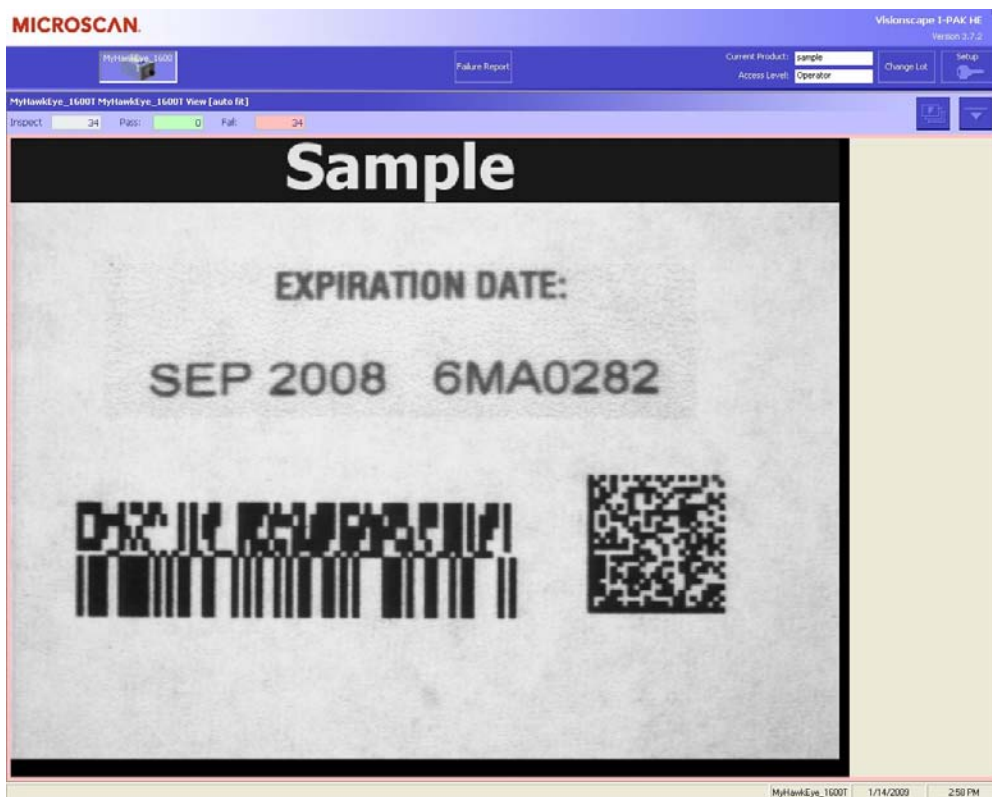 MICROSCAN.
Visionscape I-PAK HE
Version 3.7.2
MyHawkEye_1600
Failure Report
Current Product: sample
Access Level: Operator
Change Lot
Setup
MyHawkEye_1600T MyHawkEye_1600T View [auto fit]
Inspect 34 Pass: 0 Fail: 34
Sample
EXPIRATION DATE:
SEP 2008 6MA0282
MyHawkEye_1600T 1/14/2009 2:58 PM